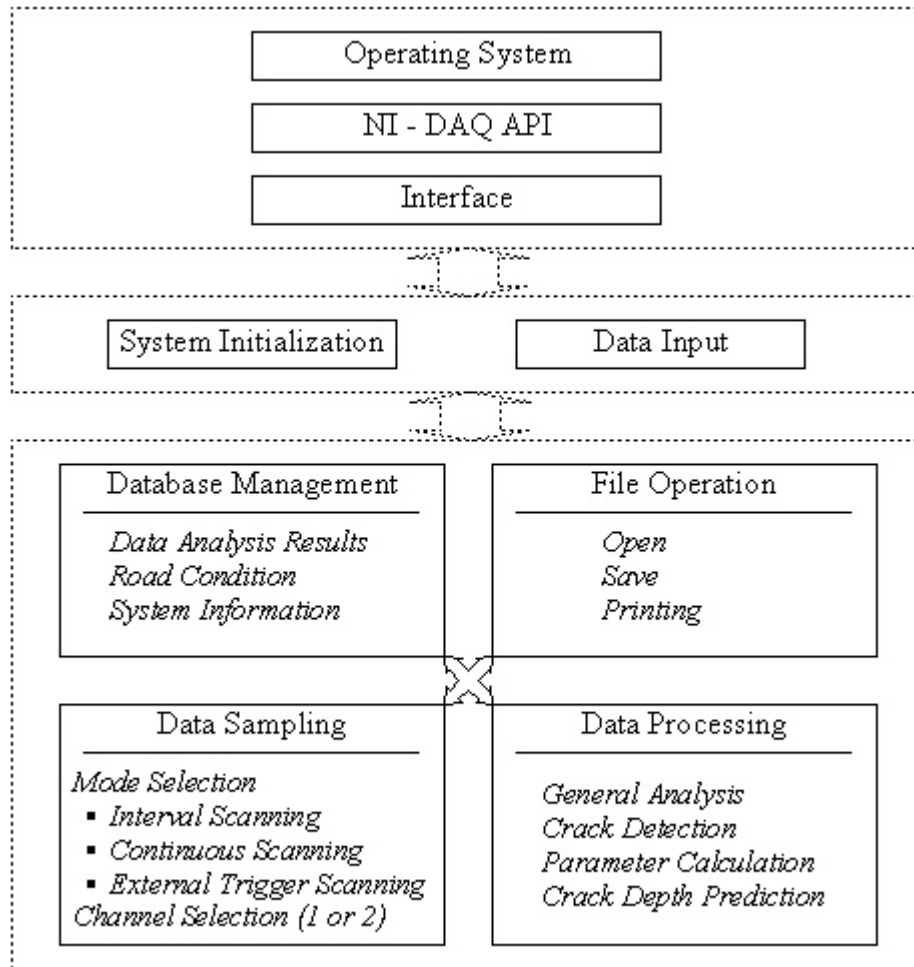 Operating System
NI - DAQ API
Interface
System Initialization
Data Input
Database Management
Data Analysis Results
Road Condition
System Information
File Operation
Open
Save
Printing
Data Sampling
Mode Selection
▪ Interval Scanning
▪ Continuous Scanning
▪ External Trigger Scanning
Channel Selection (1 or 2)
Data Processing
General Analysis
Crack Detection
Parameter Calculation
Crack Depth Prediction